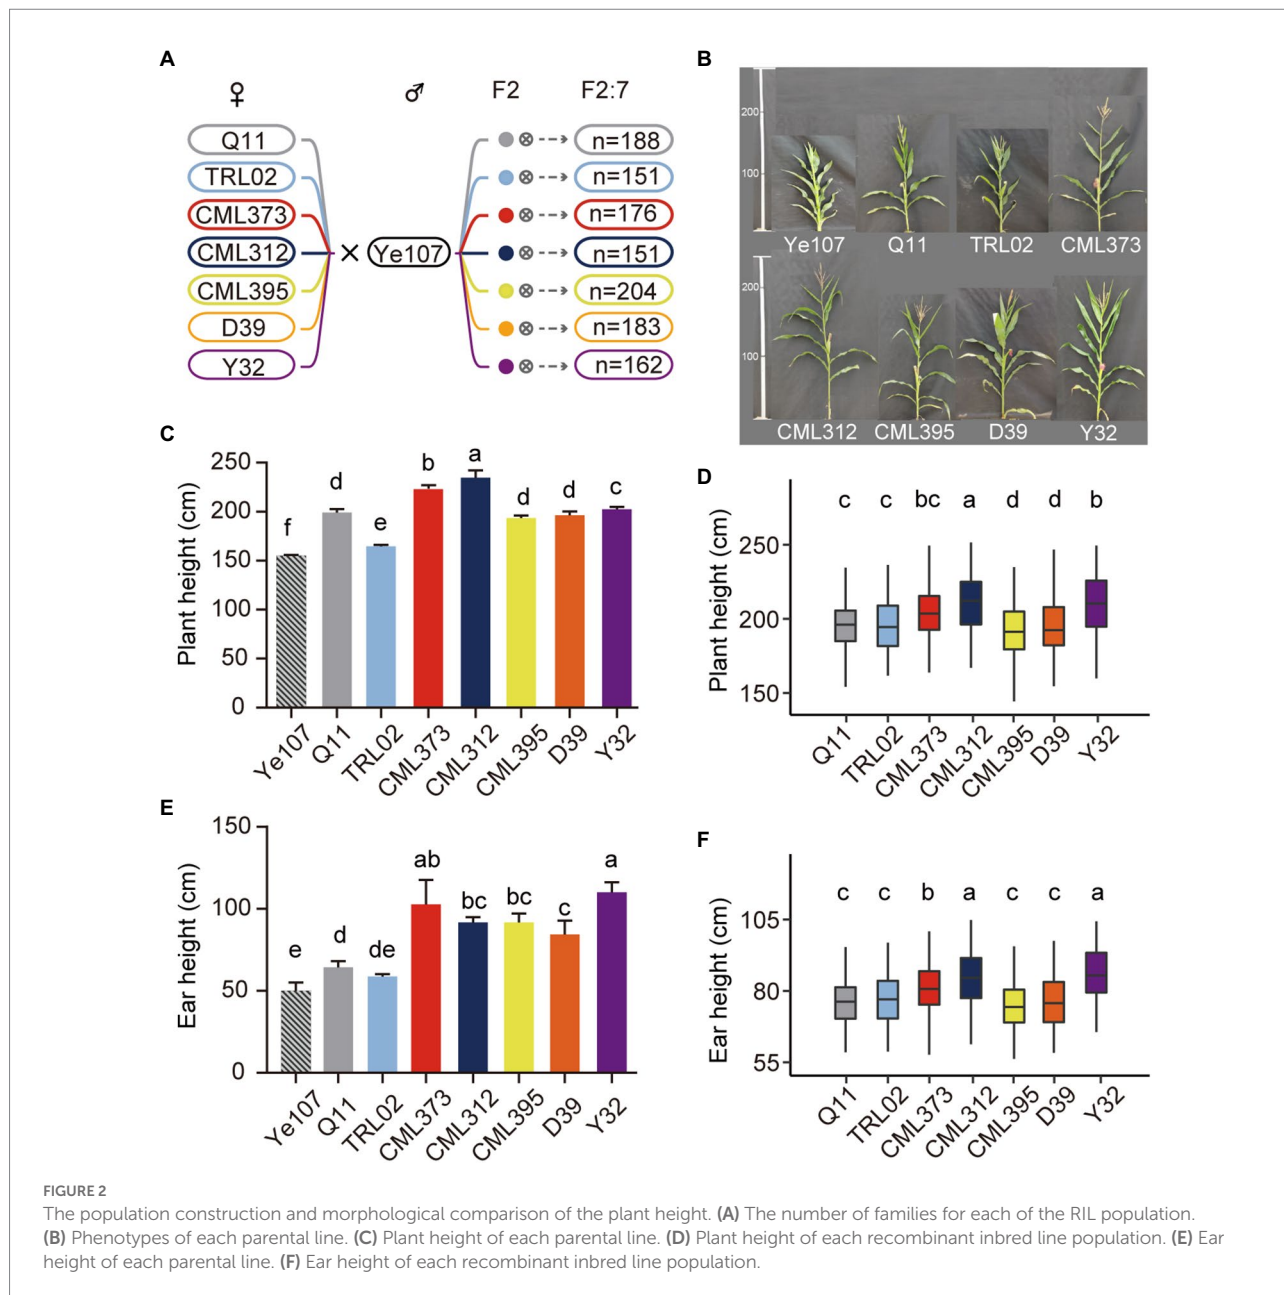 A
♀ ♂ F2 F2:7
Q11 n=188
TRL02 n=151
CML373 n=176
CML312 × Ye107 n=151
CML395 n=204
D39 n=183
Y32 n=162
B
200
100
Ye107 Q11 TRL02 CML373
200
100
CML312 CML395 D39 Y32
C
Plant height (cm)
250
200
150
100
50
0
f d e b a d d c
Ye107 Q11 TRL02 CML373 CML312 CML395 D39 Y32
D
Plant height (cm)
250
200
150
c c bc a d d b
Q11 TRL02 CML373 CML312 CML395 D39 Y32
E
Ear height (cm)
150
100
50
0
e d de ab bc bc c a
Ye107 Q11 TRL02 CML373 CML312 CML395 D39 Y32
F
Ear height (cm)
105
80
55
c c b a c c a
Q11 TRL02 CML373 CML312 CML395 D39 Y32
FIGURE 2
The population construction and morphological comparison of the plant height. (A) The number of families for each of the RIL population.
(B) Phenotypes of each parental line. (C) Plant height of each parental line. (D) Plant height of each recombinant inbred line population. (E) Ear
height of each parental line. (F) Ear height of each recombinant inbred line population.